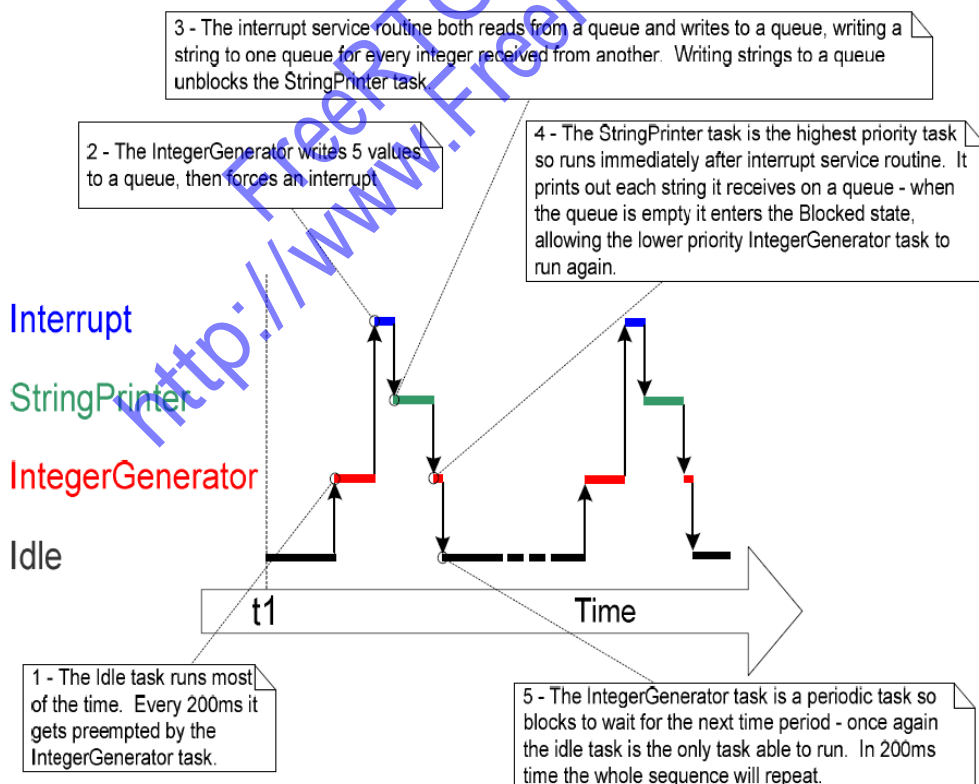 3 - The interrupt service routine both reads from a queue and writes to a queue, writing a
string to one queue for every integer received from another. Writing strings to a queue
unblocks the StringPrinter task.
2 - The IntegerGenerator writes 5 values
to a queue, then forces an interrupt
4 - The StringPrinter task is the highest priority task
so runs immediately after interrupt service routine. It
prints out each string it receives on a queue - when
the queue is empty it enters the Blocked state,
allowing the lower priority IntegerGenerator task to
run again.
FreeRTO
http://www.Freer
Interrupt
StringPrinter
IntegerGenerator
Idle
t1
Time
1 - The Idle task runs most
of the time. Every 200ms it
gets preempted by the
IntegerGenerator task.
5 - The IntegerGenerator task is a periodic task so
blocks to wait for the next time period - once again
the idle task is the only task able to run. In 200ms
time the whole sequence will repeat.